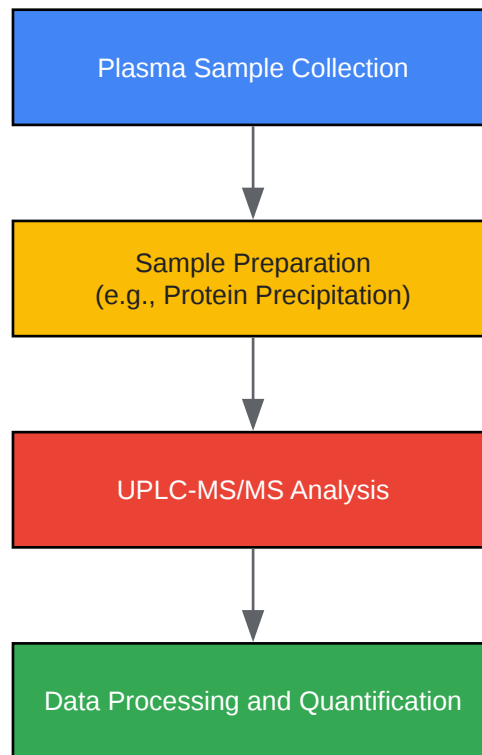 Plasma Sample Collection
Sample Preparation
(e.g., Protein Precipitation)
UPLC-MS/MS Analysis
Data Processing and Quantification